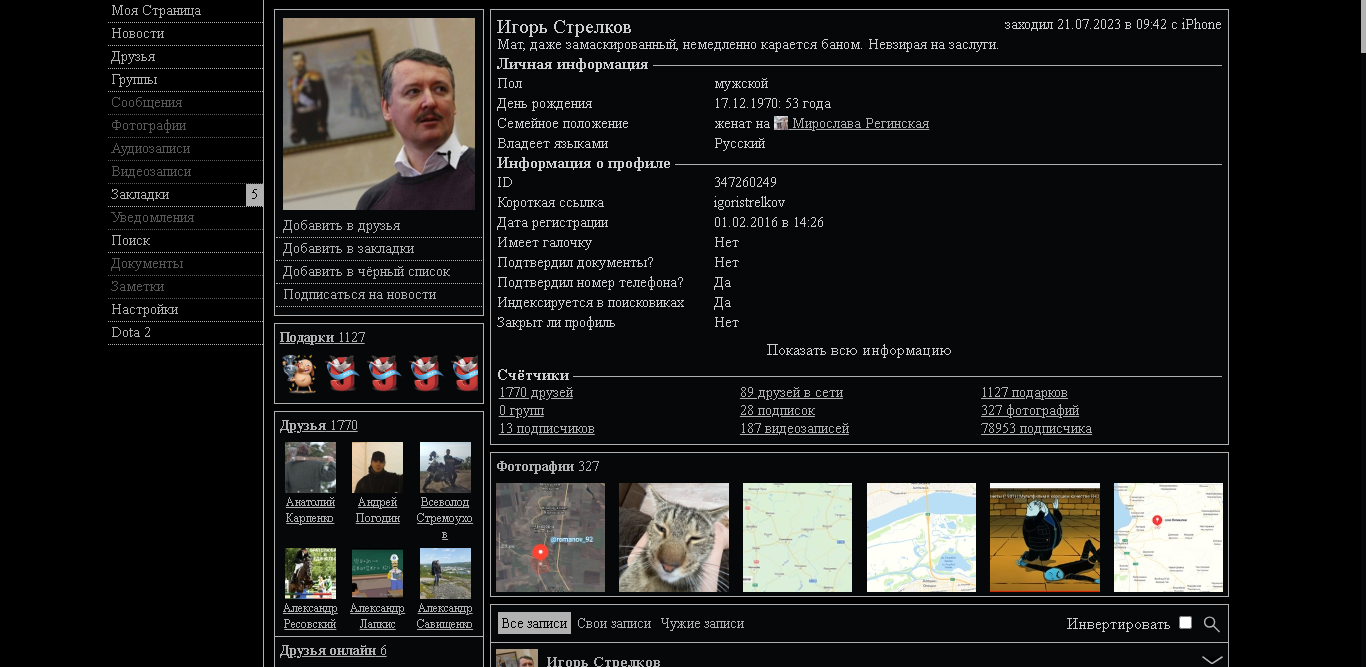 Моя Страница
Новости
Друзья
Группы
Сообщения
Фотографии
Аудиозаписи
Видеозаписи
Закладки 5
Уведомления
Поиск
Документы
Заметки
Настройки
Dota 2
Добавить в друзья
Добавить в закладки
Добавить в чёрный список
Подписаться на новости
Подарки 1127
Друзья 1770
Анатолий Карпенко
Андрей Погодин
Всеволод Стремоухов
Александр Ресовский
Александр Лапкис
Александр Савищенко
Друзья онлайн 6
Игорь Стрелков
заходил 21.07.2023 в 09:42 с iPhone
Мат, даже замаскированный, немедленно карается баном. Невзирая на заслуги.
Личная информация
Пол мужской
День рождения 17.12.1970: 53 года
Семейное положение женат на Мирослава Регинская
Владеет языками Русский
Информация о профиле
ID 347260249
Короткая ссылка igoristrelkov
Дата регистрации 01.02.2016 в 14:26
Имеет галочку Нет
Подтвердил документы? Нет
Подтвердил номер телефона? Да
Индексируется в поисковиках Да
Закрыт ли профиль Нет
Показать всю информацию
Счётчики
1770 друзей 89 друзей в сети 1127 подарков
0 групп 28 подписок 327 фотографий
13 подписчиков 187 видеозаписей 78953 подписчика
Фотографии 327
@romanov_92
Все записи Свои записи Чужие записи Инвертировать
Игорь Стрелков